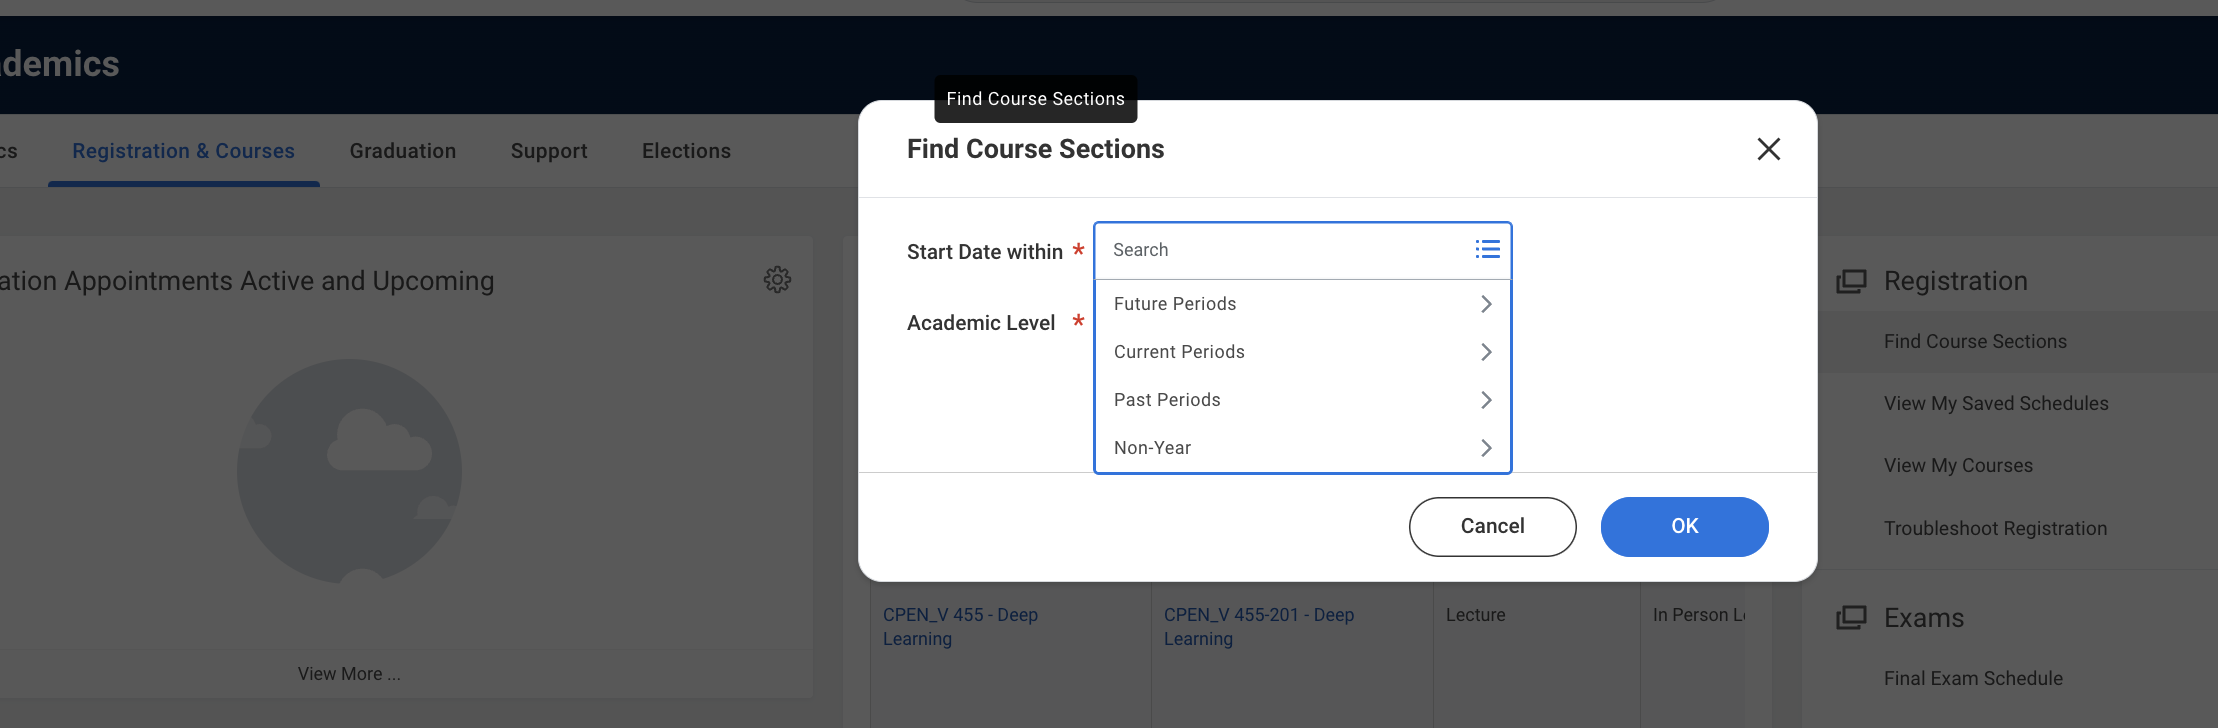 ademics
Find Course Sections
cs
Registration & Courses
Graduation
Support
Elections
Find Course Sections
Start Date within *
Search
Future Periods
Current Periods
Past Periods
Non-Year
Academic Level *
Cancel
OK
ation Appointments Active and Upcoming
View More ...
CPEN_V 455 - Deep
Learning
CPEN_V 455-201 - Deep
Learning
Lecture
In Person Le
Registration
Find Course Sections
View My Saved Schedules
View My Courses
Troubleshoot Registration
Exams
Final Exam Schedule